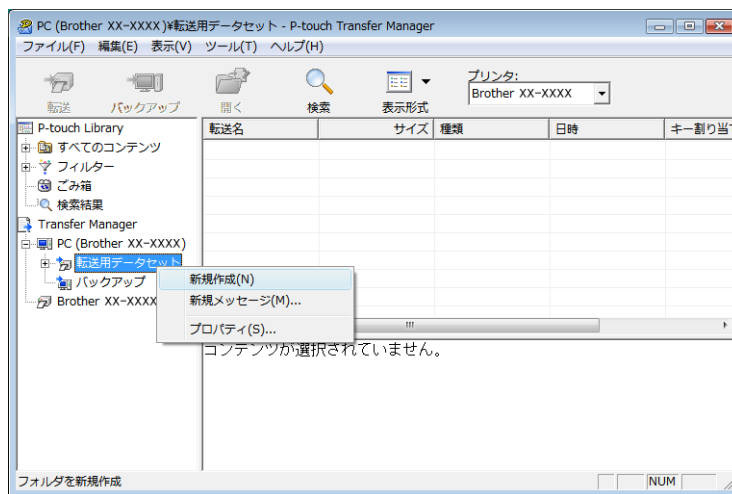 PC (Brother XX-XXXX )¥転送用データセット - P-touch Transfer Manager
ファイル(F) 編集(E) 表示(V) ツール(T) ヘルプ(H)
転送 バックアップ 開く 検索 表示形式 プリンタ:
Brother XX-XXXX
P-touch Library
すべてのコンテンツ
フィルター
ごみ箱
検索結果
Transfer Manager
PC (Brother XX-XXXX)
転送用データセット
バックアップ
Brother XX-XXXX
転送名 サイズ 種類 日時 キー割り当て
新規作成(N)
新規メッセージ(M)...
プロパティ(S)...
コンテンツが選択されていません。
フォルダを新規作成 NUM